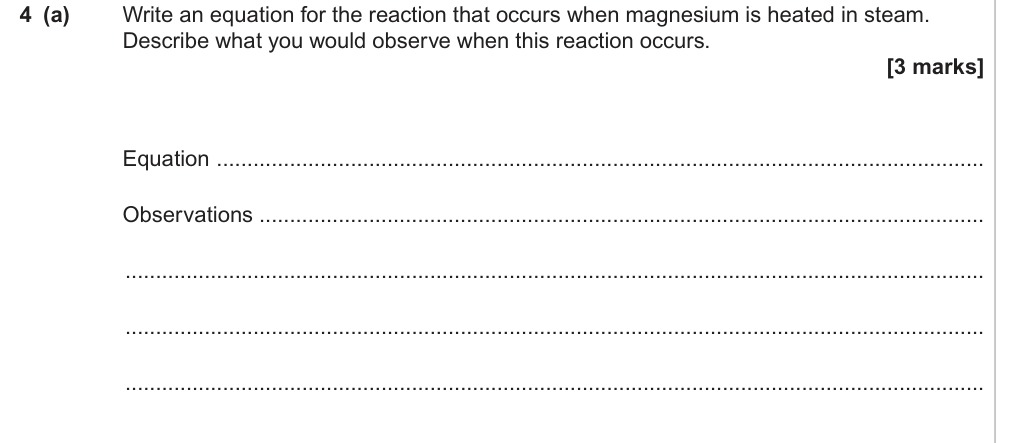 4 (a) Write an equation for the reaction that occurs when magnesium is heated in steam.
Describe what you would observe when this reaction occurs.
[3 marks]
Equation ................................................................................
Observations ................................................................................
................................................................................
................................................................................
................................................................................